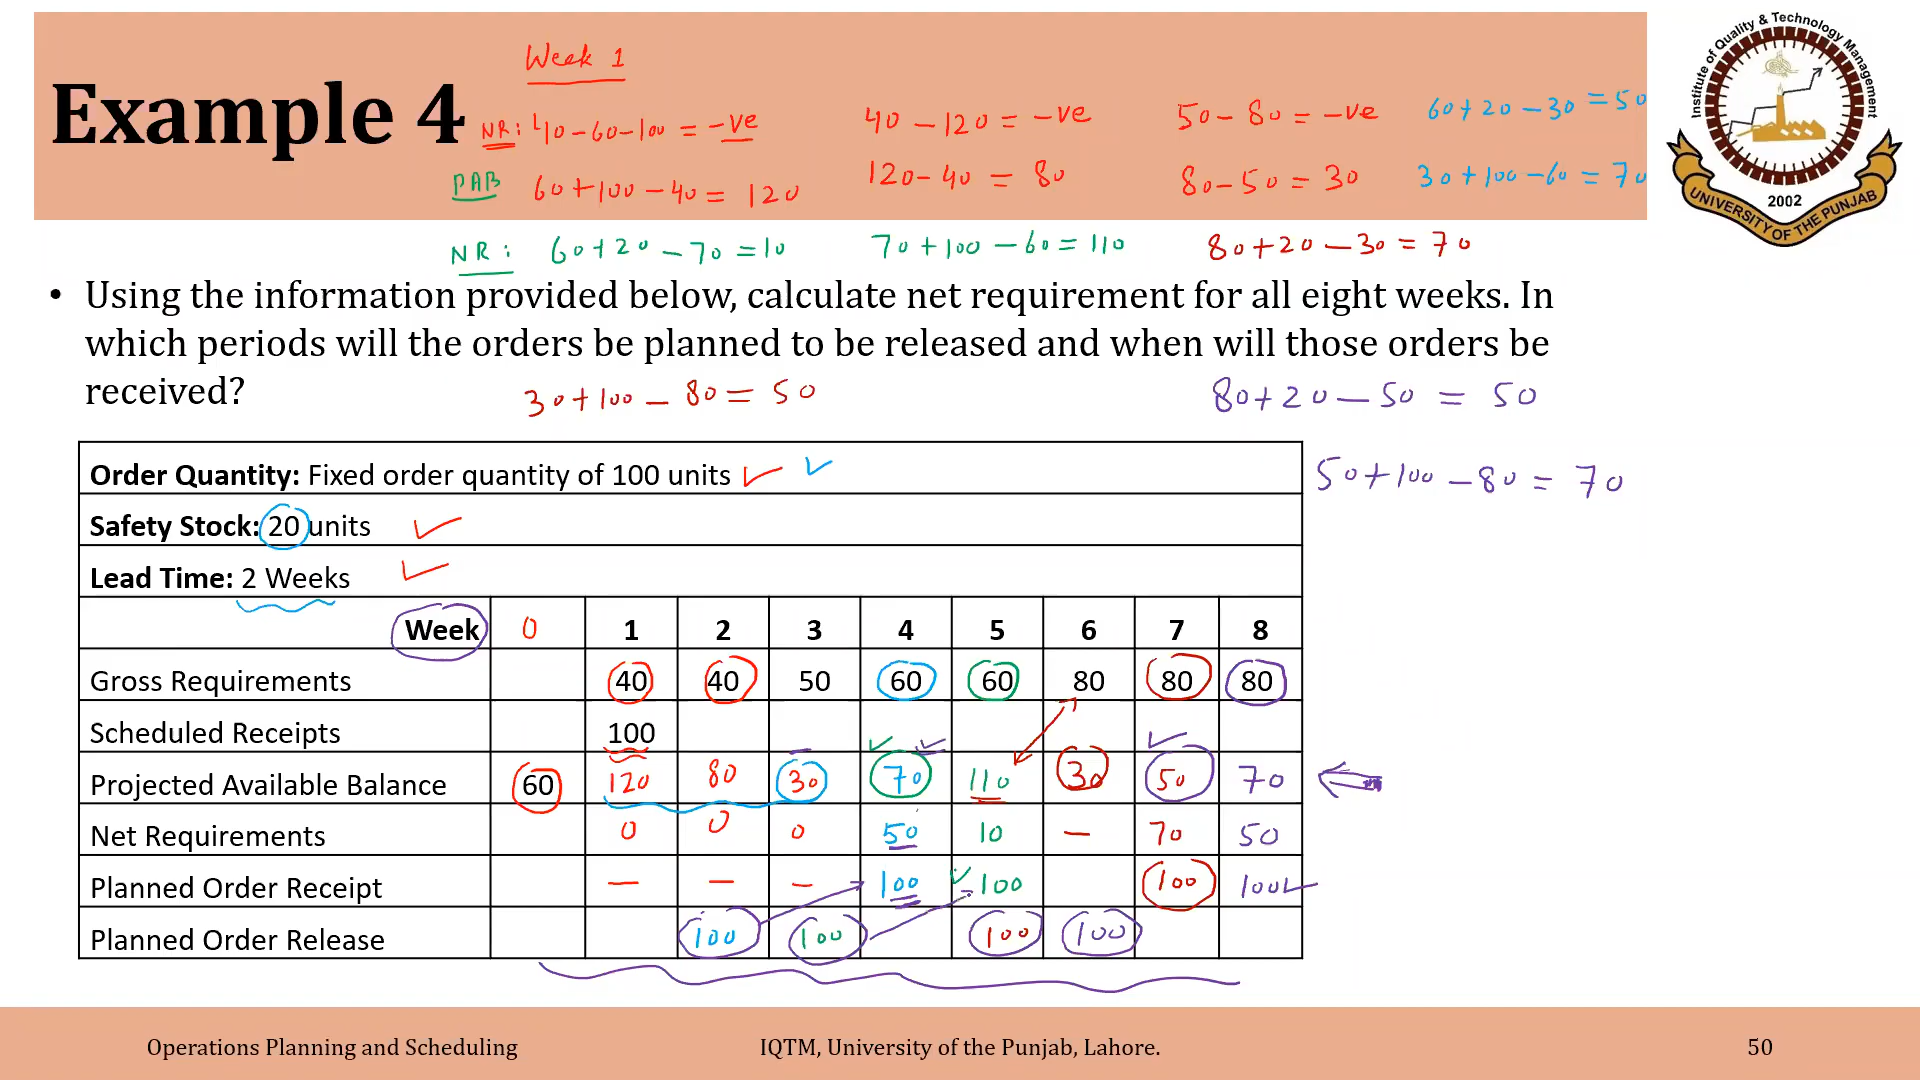 Week 1
Example 4
NR: 40-60-100 = -ve
40 - 120 = -ve
50 - 80 = -ve
60+20-30 = 50
PAB 60+100-40 = 120
120-40 = 80
80-50 = 30
30+100-60 = 70
NR: 60+20-70=10
70+100-60=110
80+20-30=70
Institute of Quality & Technology Management
2002
UNIVERSITY OF THE PUNJAB
• Using the information provided below, calculate net requirement for all eight weeks. In
which periods will the orders be planned to be released and when will those orders be
received?
30+100-80=50
80+20-50 = 50
Order Quantity: Fixed order quantity of 100 units
50+100-80=70
Safety Stock: 20 units
Lead Time: 2 Weeks
Week 0 1 2 3 4 5 6 7 8
Gross Requirements 40 40 50 60 60 80 80 80
Scheduled Receipts 100
Projected Available Balance 60 120 80 30 70 110 30 50 70
Net Requirements 0 0 0 50 10 - 70 50
Planned Order Receipt - - - 100 100 100 100
Planned Order Release 100 100 100 100
Operations Planning and Scheduling
IQTM, University of the Punjab, Lahore.
50